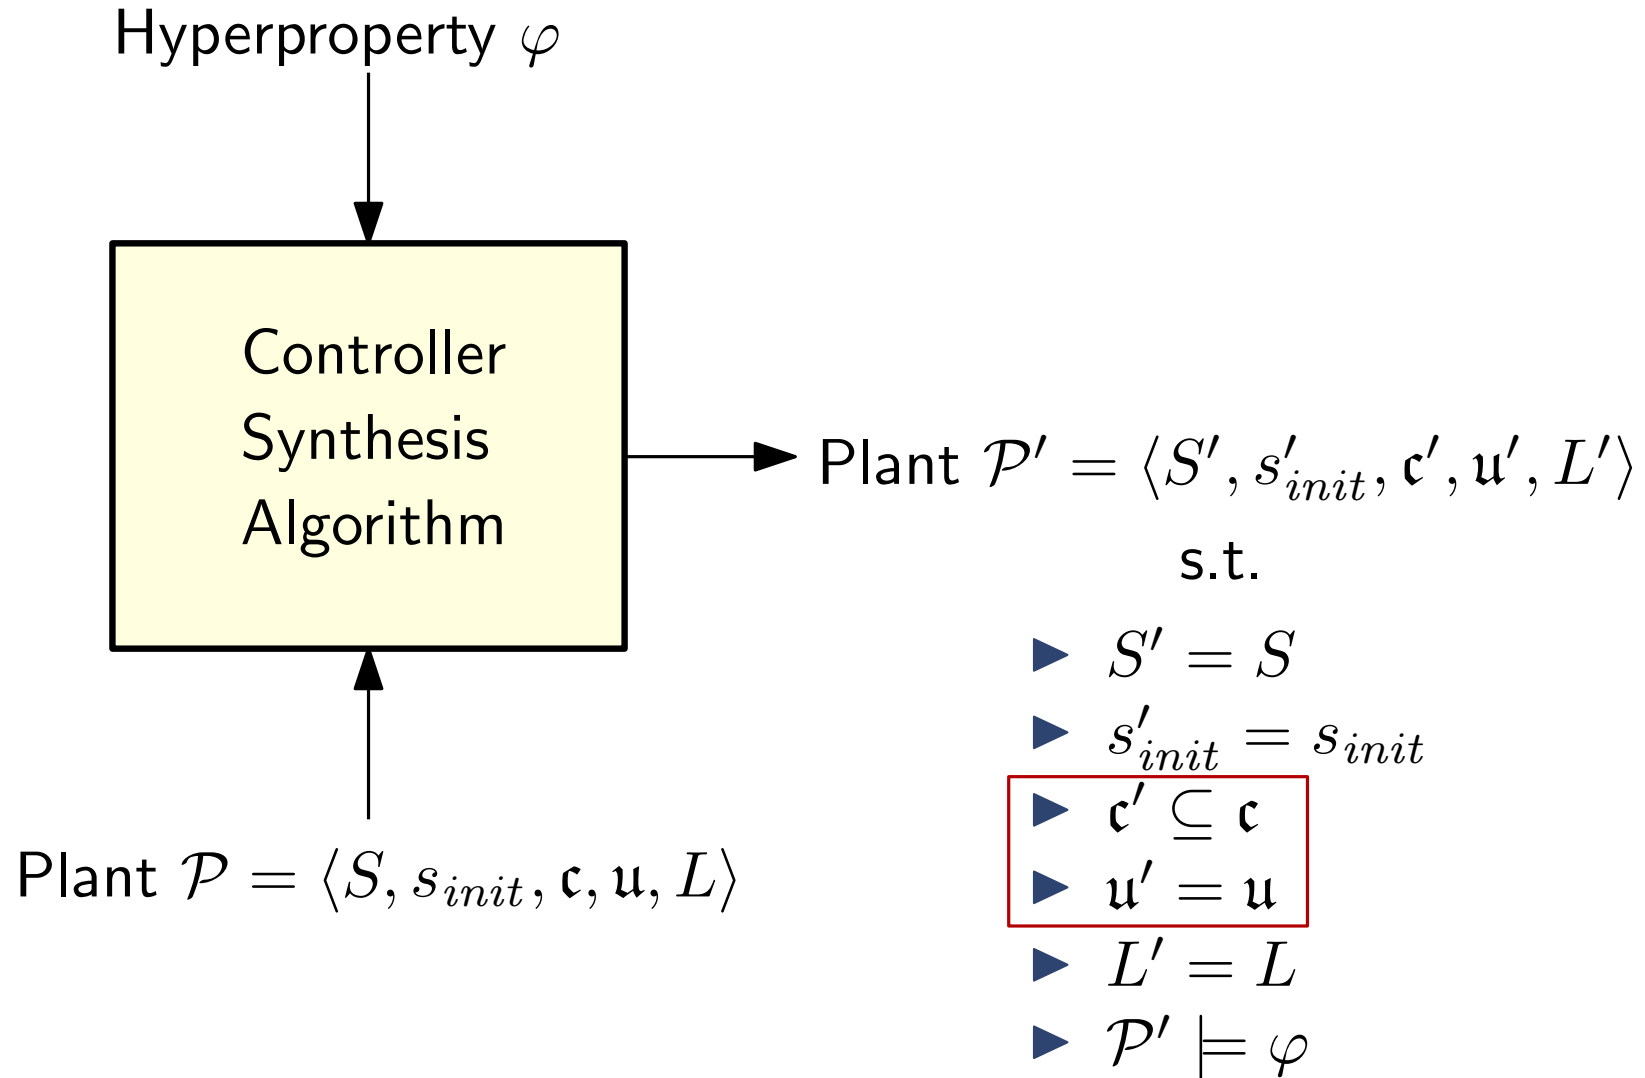 Hyperproperty φ
Controller
Synthesis
Algorithm
Plant 𝒫′ = ⟨S′, s′_init, 𝔠′, 𝔲′, L′⟩
s.t.
▶ S′ = S
▶ s′_init = s_init
▶ 𝔠′ ⊆ 𝔠
▶ 𝔲′ = 𝔲
▶ L′ = L
▶ 𝒫′ ⊨ φ
Plant 𝒫 = ⟨S, s_init, 𝔠, 𝔲, L⟩